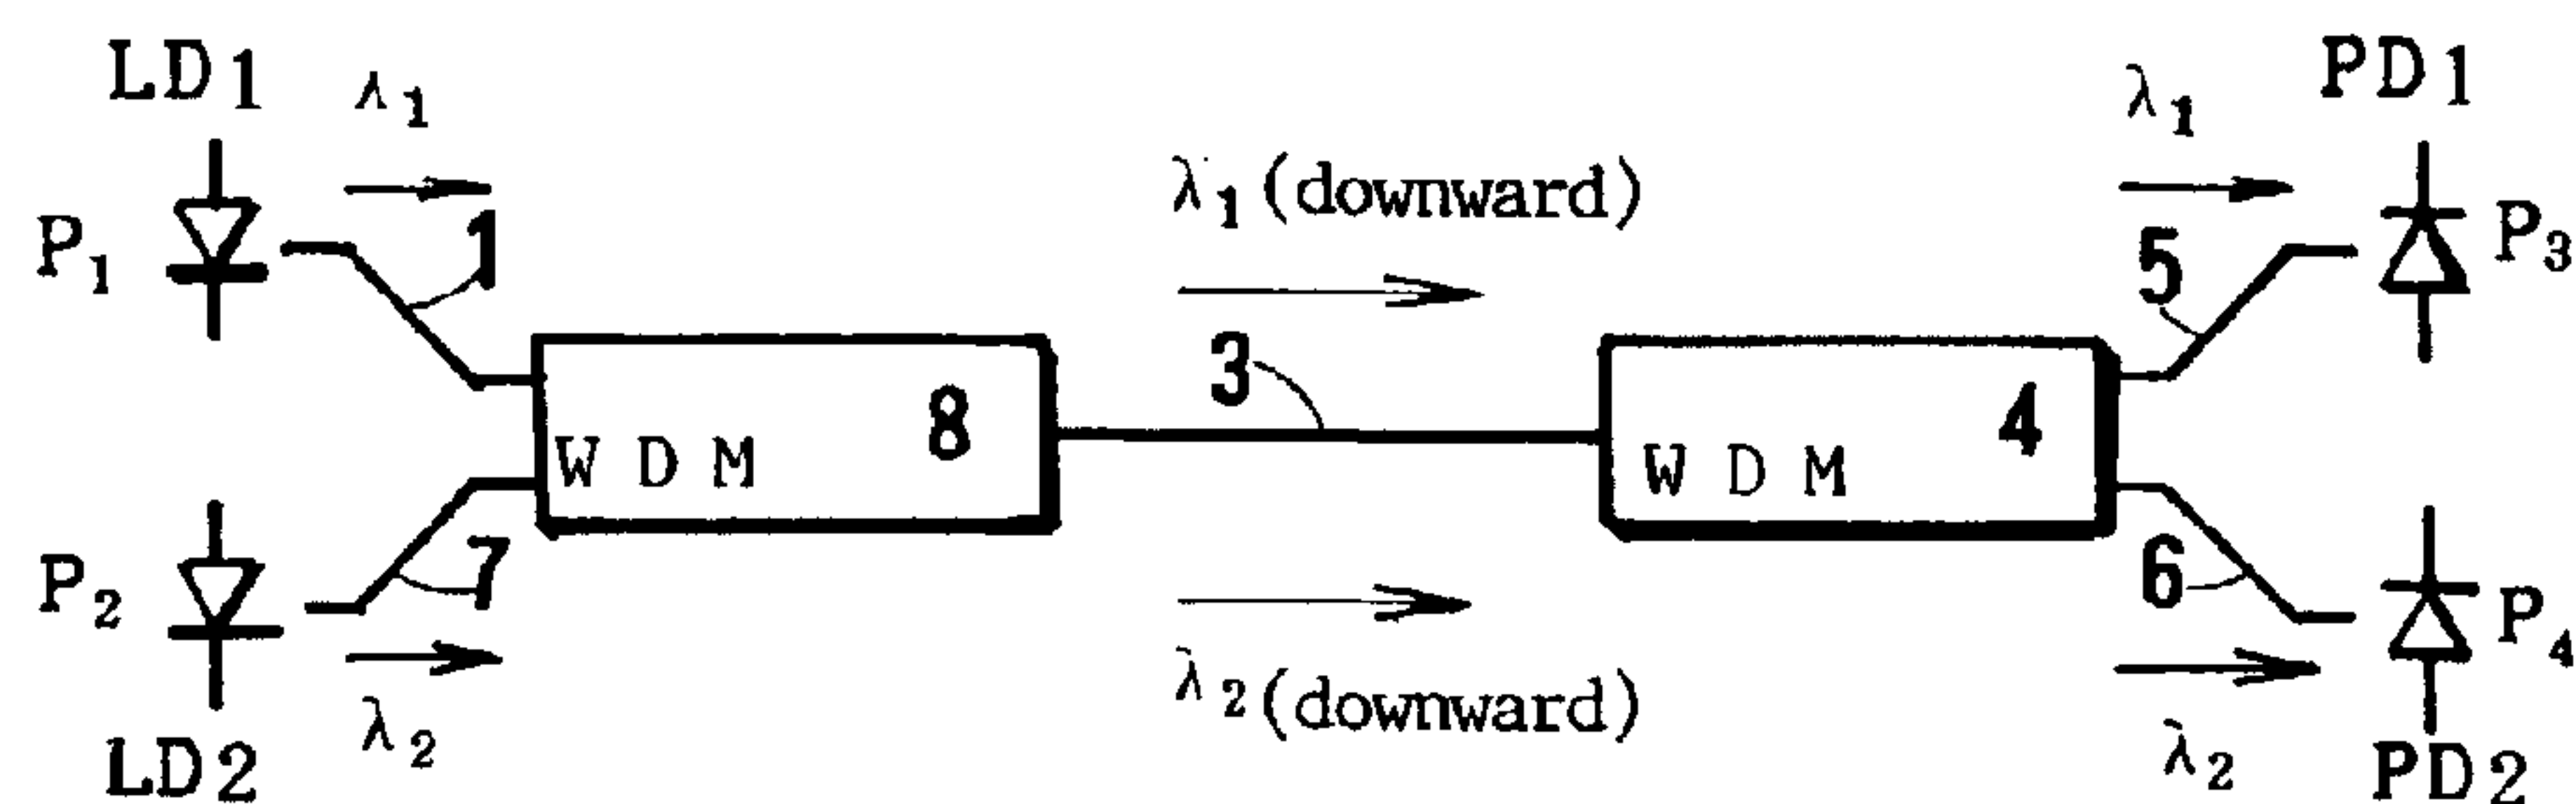 LD1
λ1
λ1
PD1
P1
1
λ1(downward)
5
P3
3
8
WDM
4
WDM
P2
7
λ2
λ2(downward)
6
P4
LD2
λ2
PD2